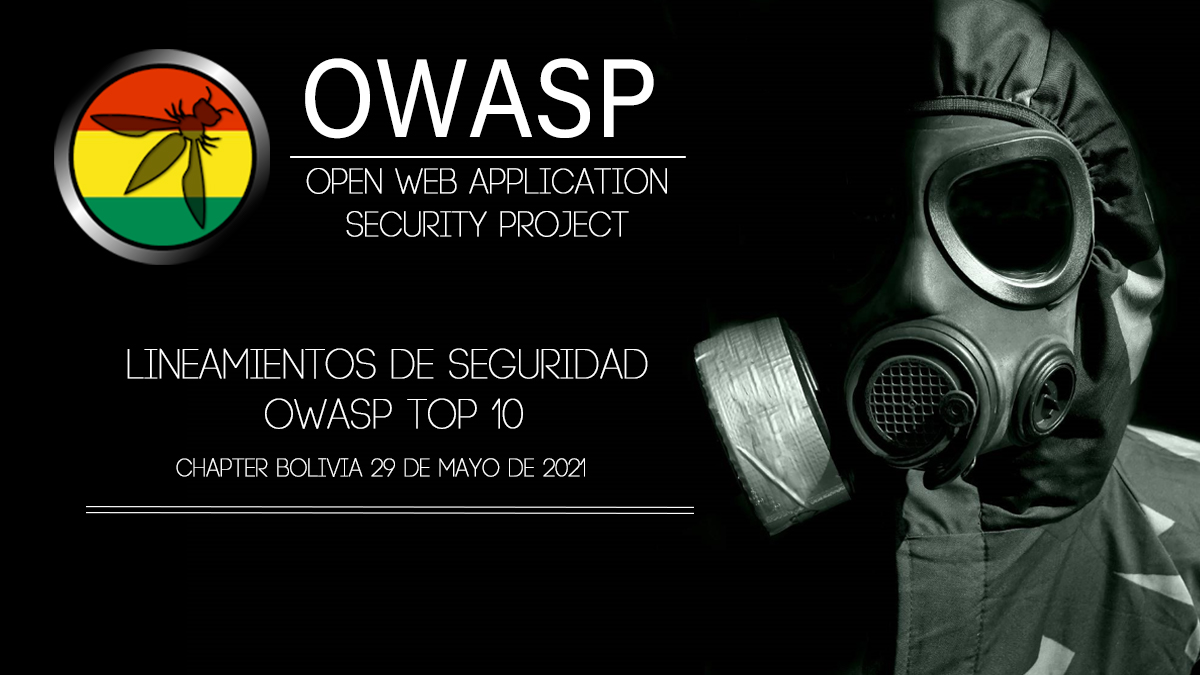 OWASP
OPEN WEB APPLICATION
SECURITY PROJECT
LINEAMIENTOS DE SEGURIDAD
OWASP TOP 10
CHAPTER BOLIVIA 29 DE MAYO DE 2021